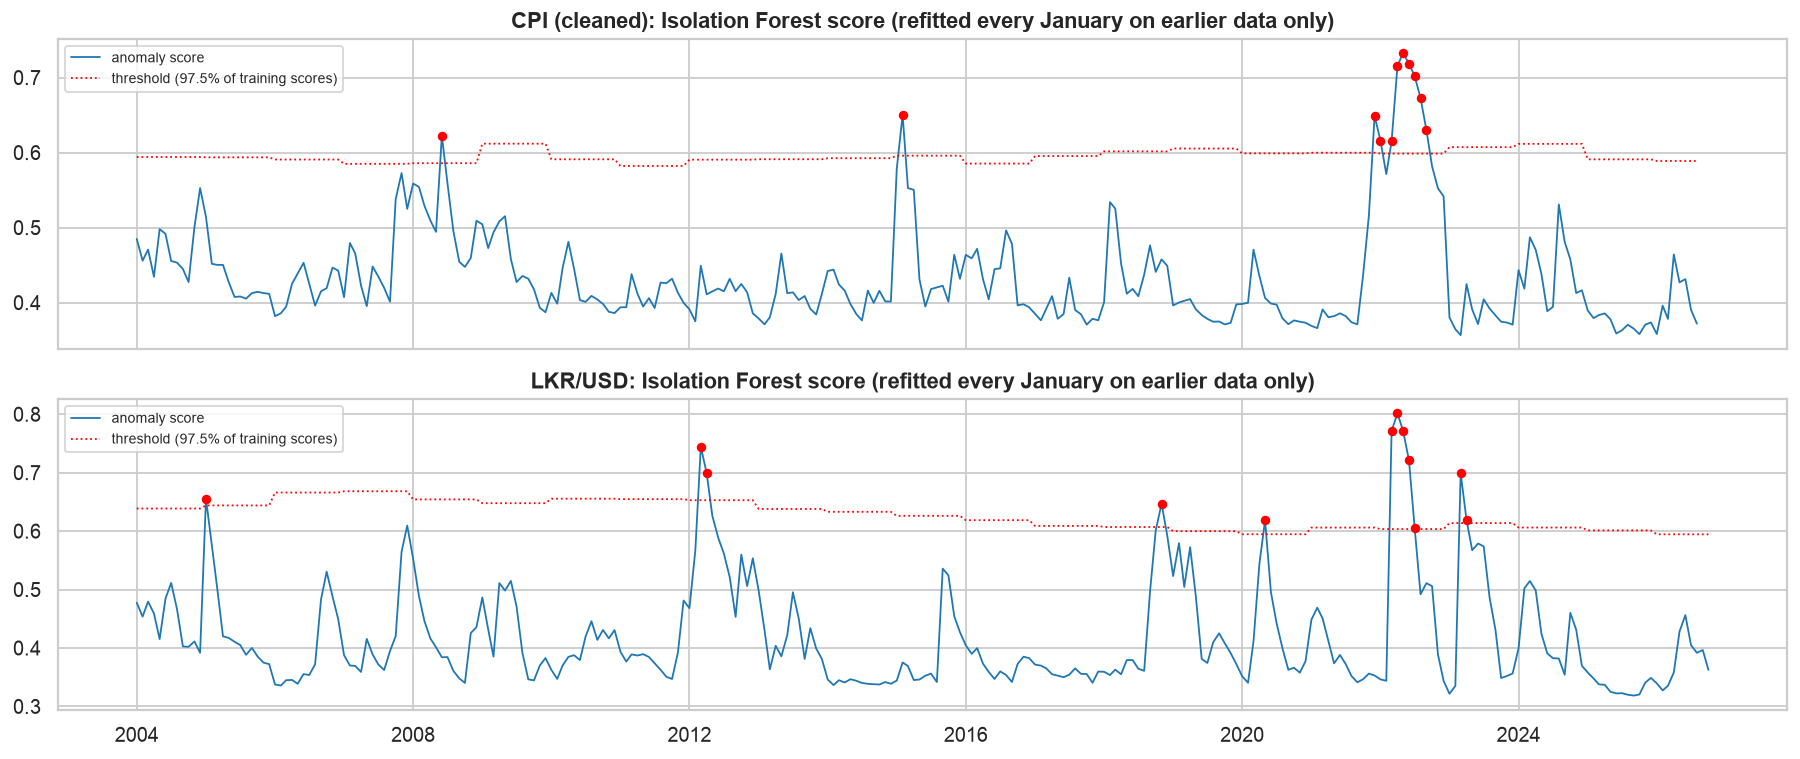 CPI (cleaned): Isolation Forest score (refitted every January on earlier data only)
anomaly score
threshold (97.5% of training scores)
0.7
0.6
0.5
0.4
LKR/USD: Isolation Forest score (refitted every January on earlier data only)
anomaly score
threshold (97.5% of training scores)
0.8
0.7
0.6
0.5
0.4
0.3
2004 2008 2012 2016 2020 2024